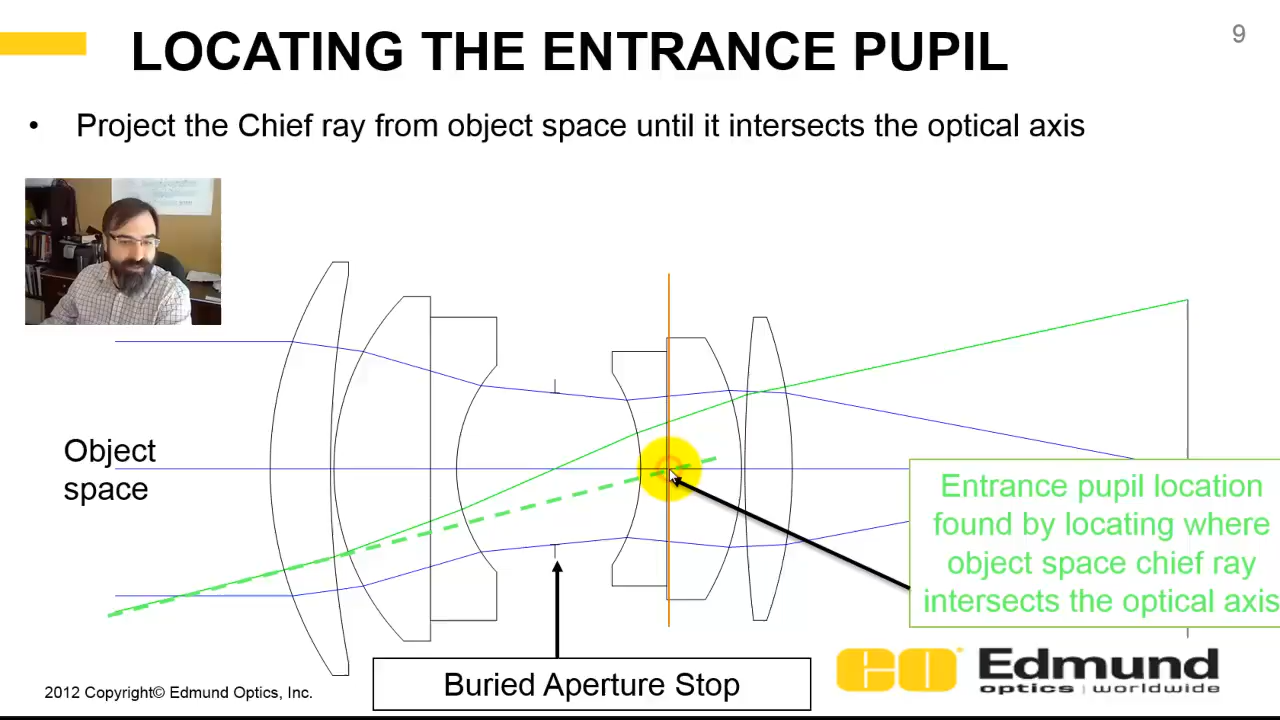 LOCATING THE ENTRANCE PUPIL
9
• Project the Chief ray from object space until it intersects the optical axis
Object
space
Entrance pupil location
found by locating where
object space chief ray
intersects the optical axis
Buried Aperture Stop
2012 Copyright© Edmund Optics, Inc.
EO Edmund
optics | worldwide